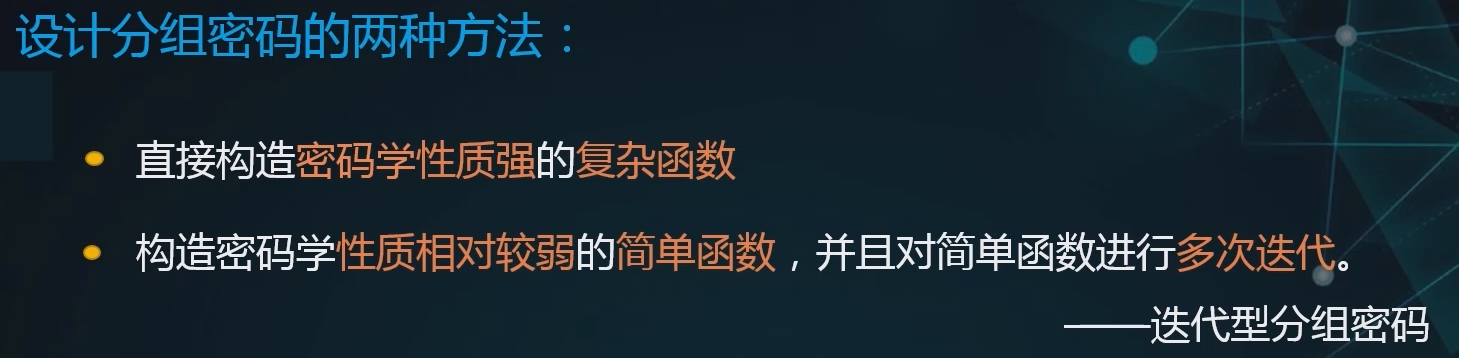 设计分组密码的两种方法：
直接构造密码学性质强的复杂函数
构造密码学性质相对较弱的简单函数，并且对简单函数进行多次迭代。
——迭代型分组密码